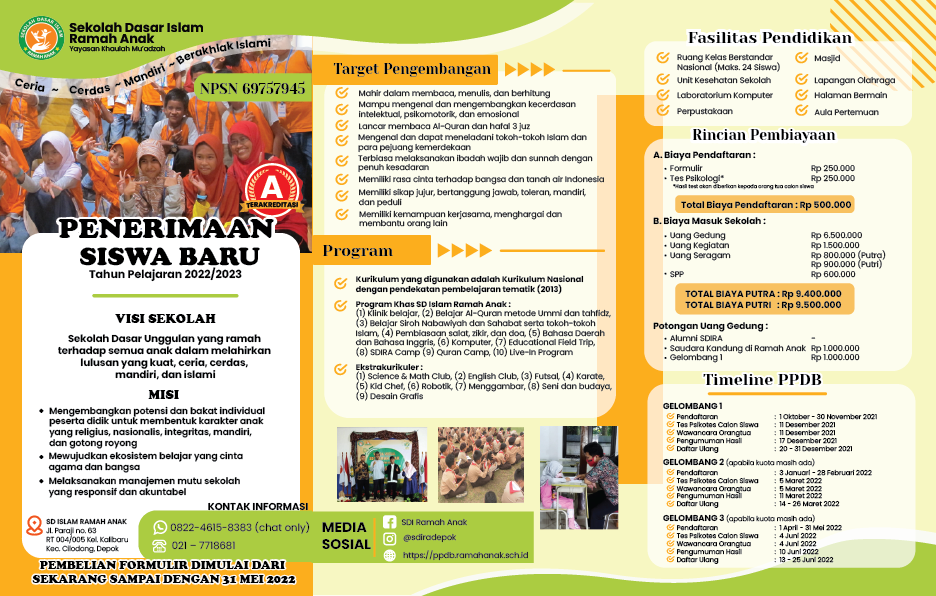 SEKOLAH DASAR ISLAM
RAMAH ANAK
Sekolah Dasar Islam
Ramah Anak
Yayasan Khaulah Mu'adzah
Ceria ~ Cerdas ~ Mandiri ~ Berakhlak Islami
NPSN 69757945
A
TERAKREDITASI
PENERIMAAN
SISWA BARU
Tahun Pelajaran 2022/2023
VISI SEKOLAH
Sekolah Dasar Unggulan yang ramah
terhadap semua anak dalam melahirkan
lulusan yang kuat, ceria, cerdas,
mandiri, dan islami
MISI
Mengembangkan potensi dan bakat individual
peserta didik untuk membentuk karakter anak
yang religius, nasionalis, integritas, mandiri,
dan gotong royong
Mewujudkan ekosistem belajar yang cinta
agama dan bangsa
Melaksanakan manajemen mutu sekolah
yang responsif dan akuntabel
KONTAK INFORMASI
SD ISLAM RAMAH ANAK
Jl. Paraji no. 63
RT 004/005 Kel. Kalibaru
Kec. Cilodong, Depok
0822-4615-8383 (chat only)
021 – 7718681
PEMBELIAN FORMULIR DIMULAI DARI
SEKARANG SAMPAI DENGAN 31 MEI 2022
Target Pengembangan
Mahir dalam membaca, menulis, dan berhitung
Mampu mengenal dan mengembangkan kecerdasan
intelektual, psikomotorik, dan emosional
Lancar membaca Al-Quran dan hafal 3 juz
Mengenal dan dapat meneladani tokoh-tokoh Islam dan
para pejuang kemerdekaan
Terbiasa melaksanakan ibadah wajib dan sunnah dengan
penuh kesadaran
Memiliki rasa cinta terhadap bangsa dan tanah air Indonesia
Memiliki sikap jujur, bertanggung jawab, toleran, mandiri,
dan peduli
Memiliki kemampuan kerjasama, menghargai dan
membantu orang lain
Program
Kurikulum yang digunakan adalah Kurikulum Nasional
dengan pendekatan pembelajaran tematik (2013)
Program Khas SD Islam Ramah Anak :
(1) Klinik belajar, (2) Belajar Al-Quran metode Ummi dan tahfidz,
(3) Belajar Siroh Nabawiyah dan Sahabat serta tokoh-tokoh
Islam, (4) Pembiasaan salat, zikir, dan doa, (5) Bahasa Daerah
dan Bahasa Inggris, (6) Komputer, (7) Educational Field Trip,
(8) SDIRA Camp (9) Quran Camp, (10) Live-In Program
Ekstrakurikuler :
(1) Science & Math Club, (2) English Club, (3) Futsal, (4) Karate,
(5) Kid Chef, (6) Robotik, (7) Menggambar, (8) Seni dan budaya,
(9) Desain Grafis
MEDIA
SOSIAL
SDI Ramah Anak
@sdiradepok
https://ppdb.ramahanak.sch.id
Fasilitas Pendidikan
Ruang Kelas Berstandar
Nasional (Maks. 24 Siswa)
Masjid
Unit Kesehatan Sekolah
Lapangan Olahraga
Laboratorium Komputer
Halaman Bermain
Perpustakaan
Aula Pertemuan
Rincian Pembiayaan
A. Biaya Pendaftaran :
• Formulir Rp 250.000
• Tes Psikologi* Rp 250.000
*Hasil test akan diberikan kepada orang tua calon siswa
Total Biaya Pendaftaran : Rp 500.000
B. Biaya Masuk Sekolah :
• Uang Gedung Rp 6.500.000
• Uang Kegiatan Rp 1.500.000
• Uang Seragam Rp 800.000 (Putra)
Rp 900.000 (Putri)
• SPP Rp 600.000
TOTAL BIAYA PUTRA : Rp 9.400.000
TOTAL BIAYA PUTRI : Rp 9.500.000
Potongan Uang Gedung :
• Alumni SDIRA -
• Saudara Kandung di Ramah Anak Rp 1.000.000
• Gelombang 1 Rp 1.000.000
Timeline PPDB
GELOMBANG 1
Pendaftaran : 1 Oktober - 30 November 2021
Tes Psikotes Calon Siswa : 11 Desember 2021
Wawancara Orangtua : 11 Desember 2021
Pengumuman Hasil : 17 Desember 2021
Daftar Ulang : 20 - 31 Desember 2021
GELOMBANG 2 (apabila kuota masih ada)
Pendaftaran : 3 Januari - 28 Februari 2022
Tes Psikotes Calon Siswa : 5 Maret 2022
Wawancara Orangtua : 5 Maret 2022
Pengumuman Hasil : 11 Maret 2022
Daftar Ulang : 14 - 26 Maret 2022
GELOMBANG 3 (apabila kuota masih ada)
Pendaftaran : 1 April - 31 Mei 2022
Tes Psikotes Calon Siswa : 4 Juni 2022
Wawancara Orangtua : 4 Juni 2022
Pengumuman Hasil : 10 Juni 2022
Daftar Ulang : 13 - 25 Juni 2022